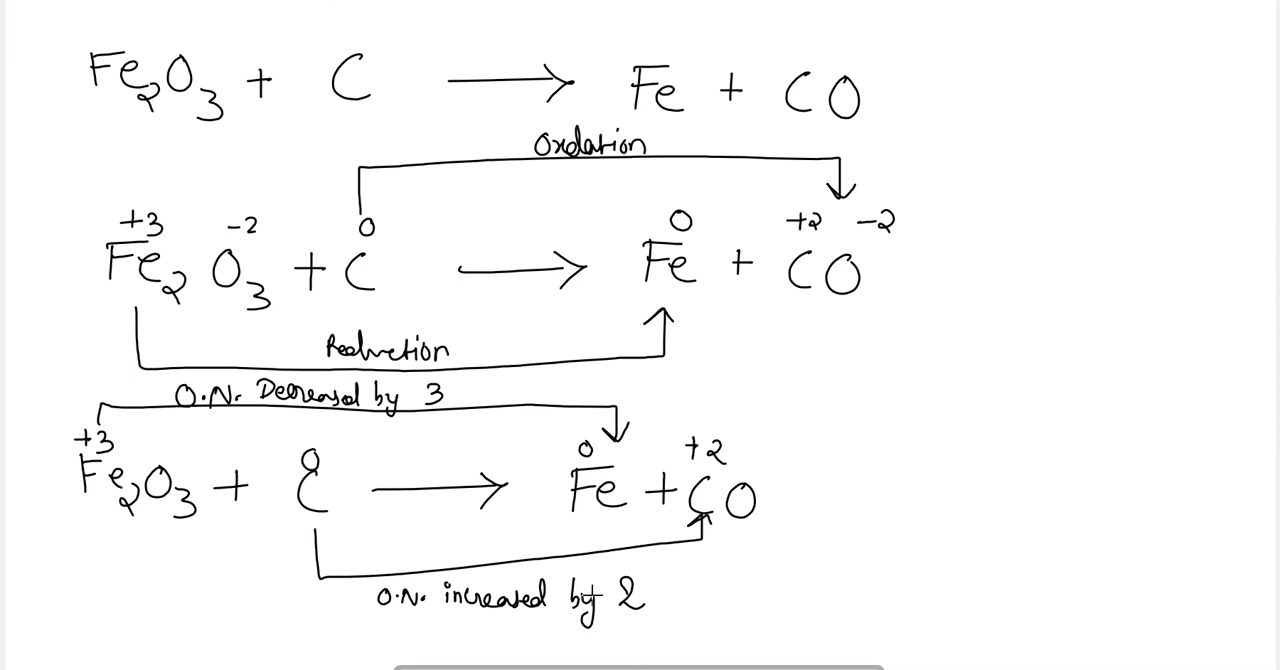 Fe₂O₃ + C ⟶ Fe + CO
Oxdation
+3 -2 0 0 +2 -2
Fe₂O₃ + C ⟶ Fe + CO
Reduction
O.N. Decreased by 3
+3 0 0 +2
Fe₂O₃ + C ⟶ Fe + CO
O.N. increased by 2